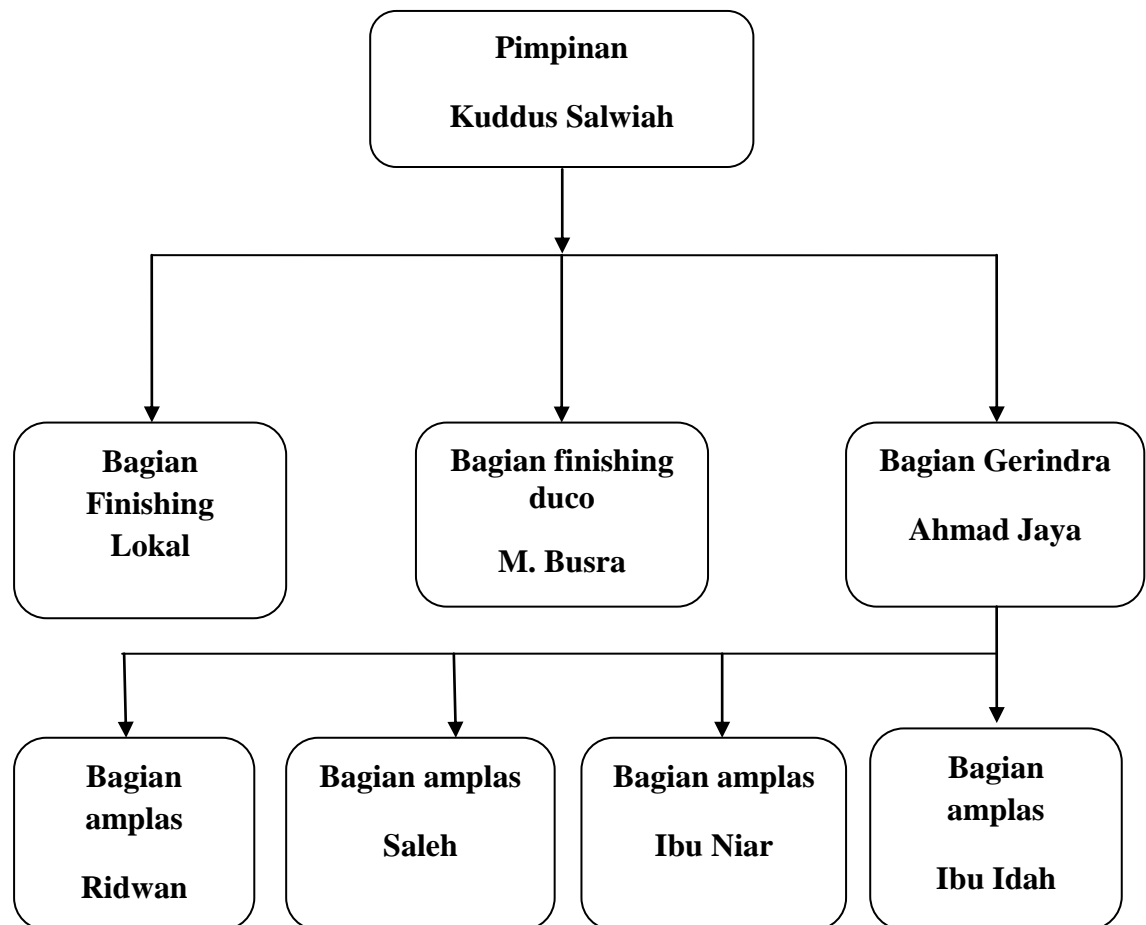 Pimpinan
Kuddus Salwiah
Bagian
Finishing
Lokal
Bagian finishing
duco
M. Busra
Bagian Gerindra
Ahmad Jaya
Bagian
amplas
Ridwan
Bagian amplas
Saleh
Bagian amplas
Ibu Niar
Bagian
amplas
Ibu Idah